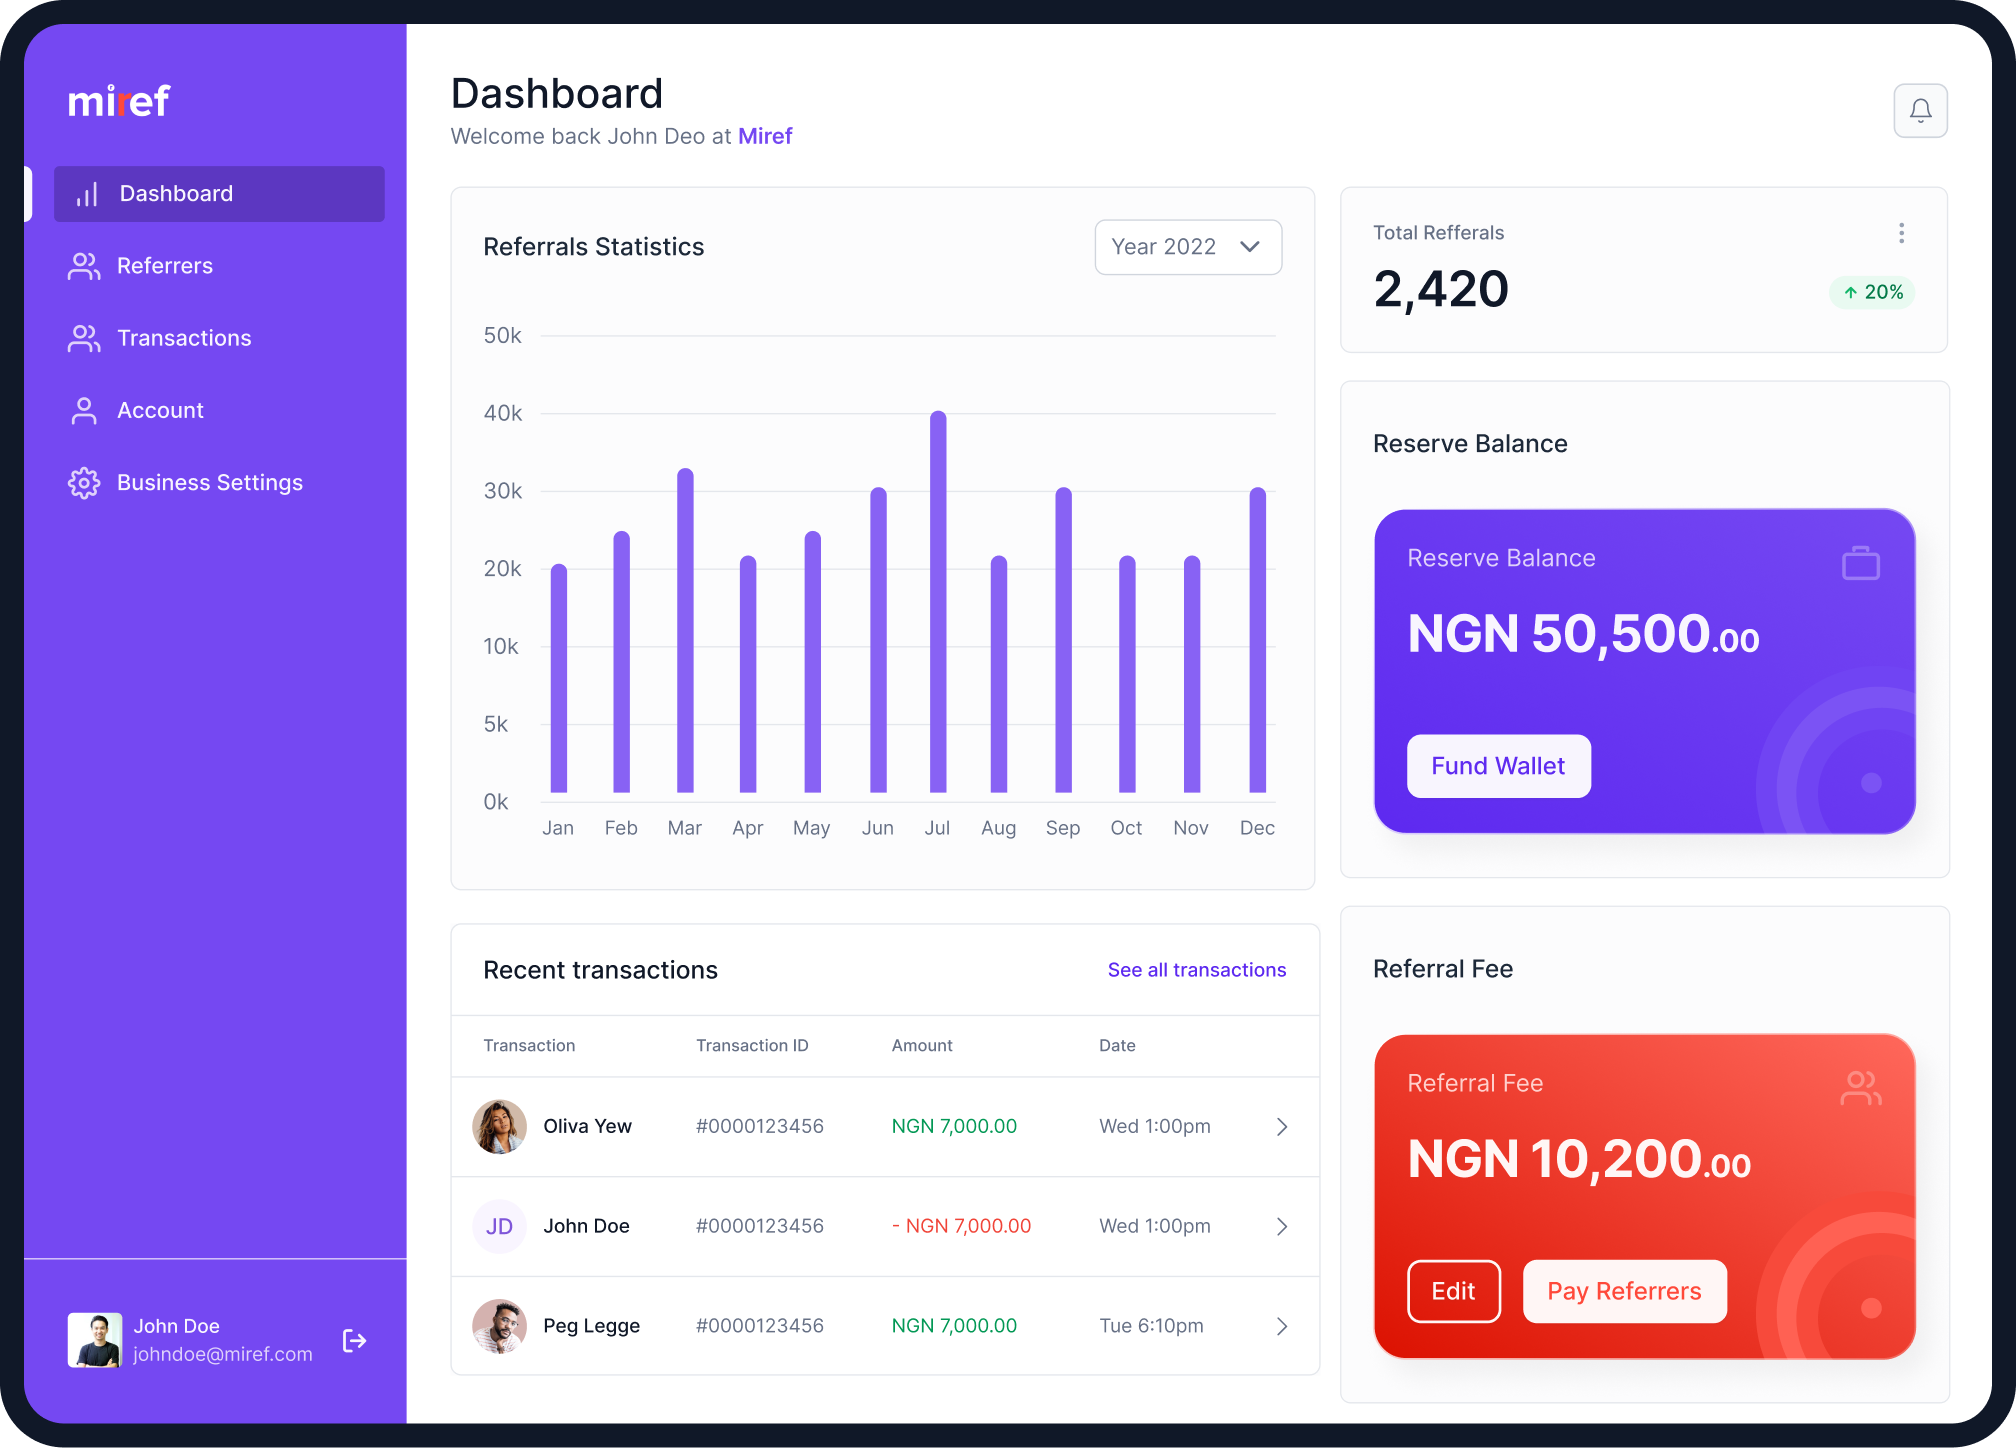 miref
Dashboard
Referrers
Transactions
Account
Business Settings
John Doe
johndoe@miref.com
Dashboard
Welcome back John Deo at Miref
Referrals Statistics
Year 2022
50k
40k
30k
20k
10k
5k
0k
Jan Feb Mar Apr May Jun Jul Aug Sep Oct Nov Dec
Total Refferals
2,420
20%
Reserve Balance
Reserve Balance
NGN 50,500.00
Fund Wallet
Recent transactions
See all transactions
Transaction Transaction ID Amount Date
Oliva Yew #0000123456 NGN 7,000.00 Wed 1:00pm
JD John Doe #0000123456 - NGN 7,000.00 Wed 1:00pm
Peg Legge #0000123456 NGN 7,000.00 Tue 6:10pm
Referral Fee
Referral Fee
NGN 10,200.00
Edit
Pay Referrers